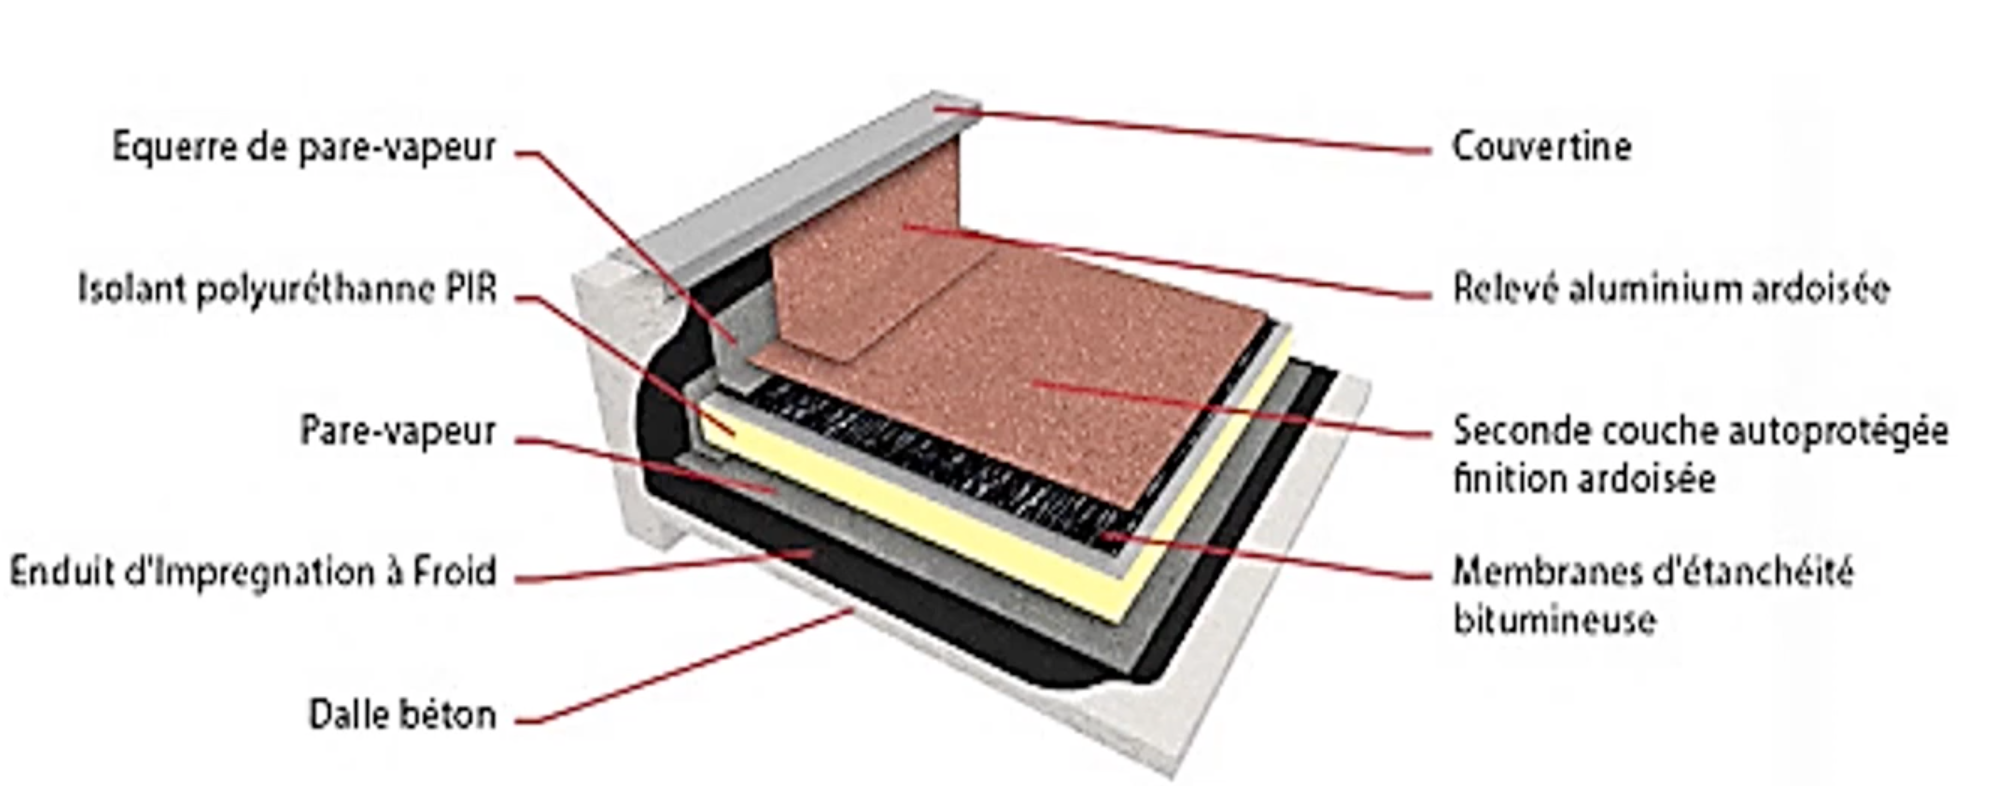 Equerre de pare-vapeur
Isolant polyuréthanne PIR
Pare-vapeur
Enduit d'Impregnation à Froid
Dalle béton
Couvertine
Relevé aluminium ardoisée
Seconde couche autoprotégée
finition ardoisée
Membranes d'étanchéité
bitumineuse